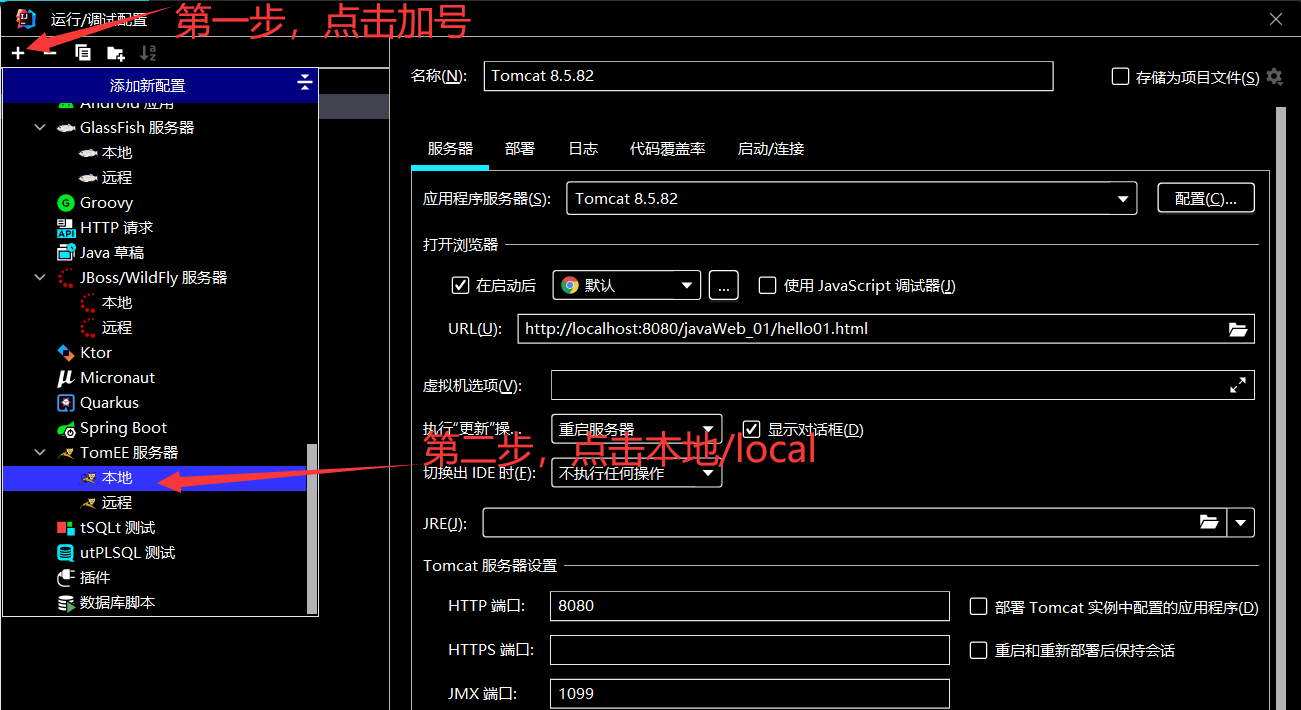 运行/调试配置
第一步，点击加号
添加新配置
Android 应用
GlassFish 服务器
本地
远程
Groovy
HTTP 请求
Java 草稿
JBoss/WildFly 服务器
本地
远程
Ktor
Micronaut
Quarkus
Spring Boot
TomEE 服务器
本地
远程
tSQLt 测试
utPLSQL 测试
插件
数据库脚本
名称(N):
Tomcat 8.5.82
存储为项目文件(S)
服务器 部署 日志 代码覆盖率 启动/连接
应用程序服务器(S):
Tomcat 8.5.82
配置(C)...
打开浏览器
在启动后
默认
...
使用 JavaScript 调试器(J)
URL(U):
http://localhost:8080/javaWeb_01/hello01.html
虚拟机选项(V):
执行“更新”操...
重启服务器
显示对话框(D)
第二步，点击本地/local
切换出 IDE 时(F):
不执行任何操作
JRE(J):
Tomcat 服务器设置
HTTP 端口:
8080
部署 Tomcat 实例中配置的应用程序(D)
HTTPS 端口:
重启和重新部署后保持会话
JMX 端口:
1099